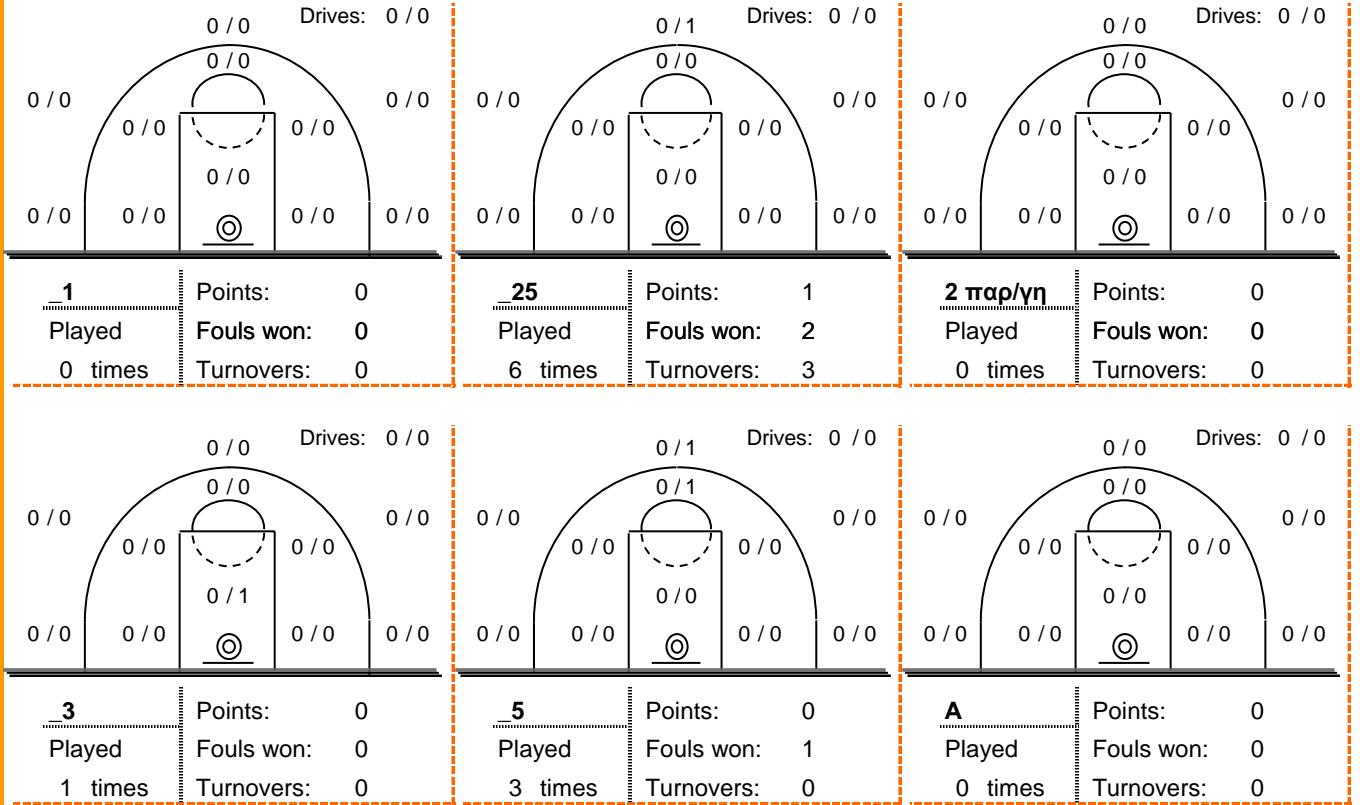 0 / 0 Drives: 0 / 0
0 / 0
0 / 0 0 / 0
0 / 0 0 / 0
0 / 0
0 / 0 0 / 0 0 / 0 0 / 0
_1 Points: 0
Played Fouls won: 0
0 times Turnovers: 0
0 / 1 Drives: 0 / 0
0 / 0
0 / 0 0 / 0
0 / 0 0 / 0
0 / 0
0 / 0 0 / 0 0 / 0 0 / 0
_25 Points: 1
Played Fouls won: 2
6 times Turnovers: 3
0 / 0 Drives: 0 / 0
0 / 0
0 / 0 0 / 0
0 / 0 0 / 0
0 / 0
0 / 0 0 / 0 0 / 0 0 / 0
2 παρ/γη Points: 0
Played Fouls won: 0
0 times Turnovers: 0
0 / 0 Drives: 0 / 0
0 / 0
0 / 0 0 / 0
0 / 0 0 / 0
0 / 1
0 / 0 0 / 0 0 / 0 0 / 0
_3 Points: 0
Played Fouls won: 0
1 times Turnovers: 0
0 / 1 Drives: 0 / 0
0 / 1
0 / 0 0 / 0
0 / 0 0 / 0
0 / 0
0 / 0 0 / 0 0 / 0 0 / 0
_5 Points: 0
Played Fouls won: 1
3 times Turnovers: 0
0 / 0 Drives: 0 / 0
0 / 0
0 / 0 0 / 0
0 / 0 0 / 0
0 / 0
0 / 0 0 / 0 0 / 0 0 / 0
A Points: 0
Played Fouls won: 0
0 times Turnovers: 0